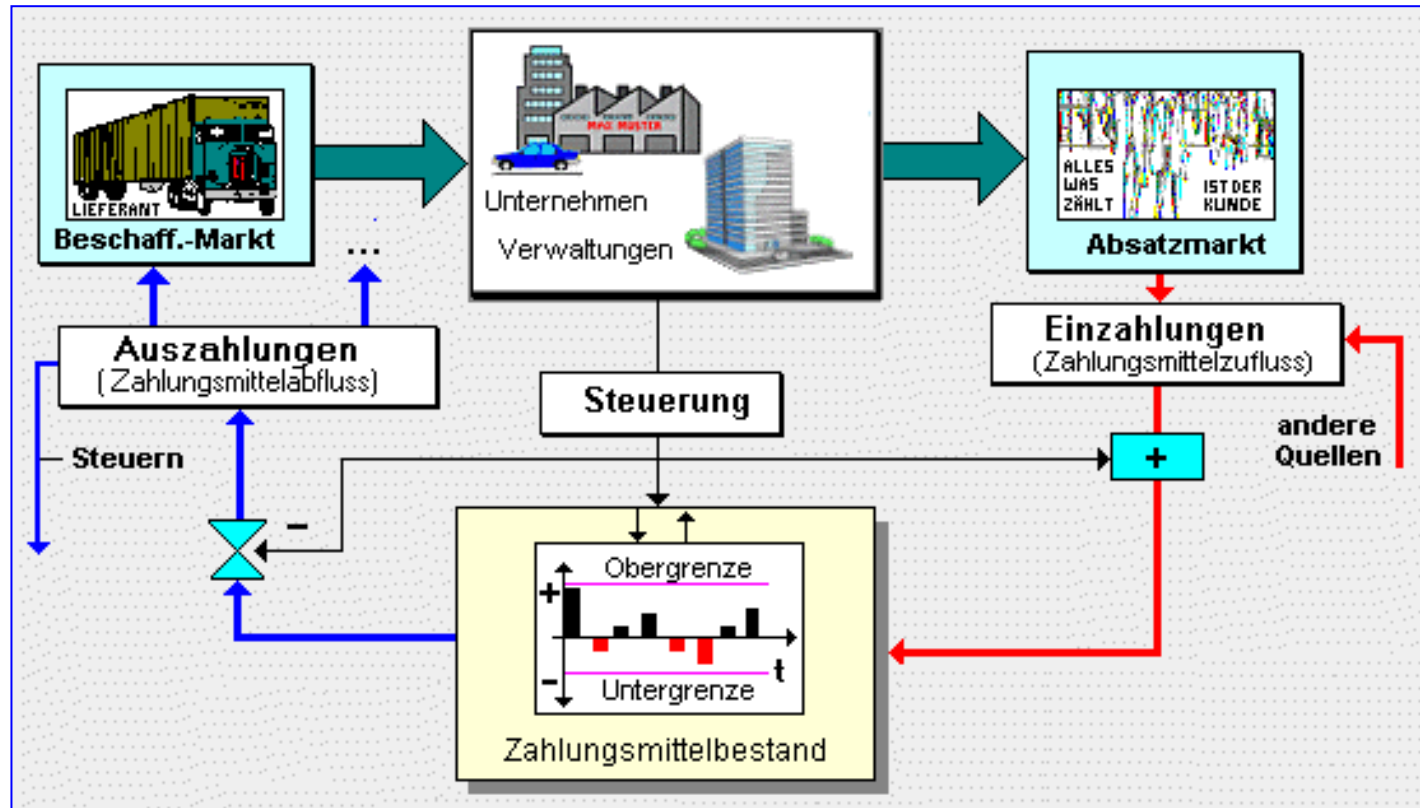 MAX MUSTER
LIEFERANT
Beschaff.-Markt
Unternehmen
Verwaltungen
ALLES
WAS
ZÄHLT
IST DER
KUNDE
Absatzmarkt
...
Auszahlungen
(Zahlungsmittelabfluss)
Einzahlungen
(Zahlungsmittelzufluss)
Steuerung
Steuern
andere
Quellen
+
−
Obergrenze
+
t
−
Untergrenze
Zahlungsmittelbestand